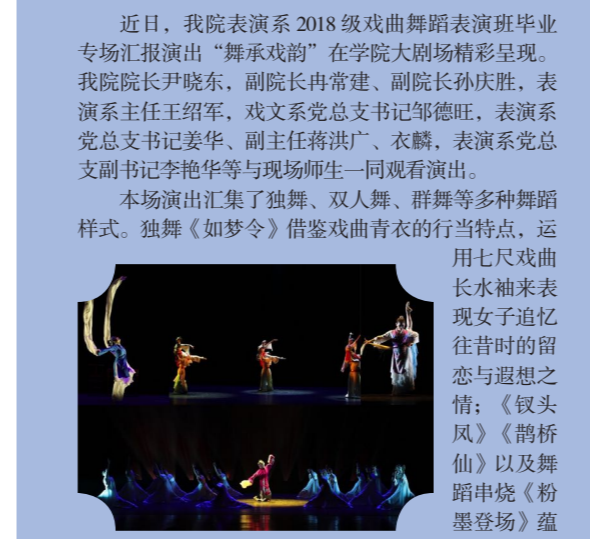 近日，我院表演系 2018 级戏曲舞蹈表演班毕业
专场汇报演出“舞承戏韵”在学院大剧场精彩呈现。
我院院长尹晓东，副院长冉常建、副院长孙庆胜，表
演系主任王绍军，戏文系党总支书记邹德旺，表演系
党总支书记姜华、副主任蒋洪广、衣麟，表演系党总
支副书记李艳华等与现场师生一同观看演出。
本场演出汇集了独舞、双人舞、群舞等多种舞蹈
样式。独舞《如梦令》借鉴戏曲青衣的行当特点，运
用七尺戏曲
长水袖来表
现女子追忆
往昔时的留
恋与遐想之
情；《钗头
凤》《鹊桥
仙》以及舞
蹈串烧《粉
墨登场》蕴